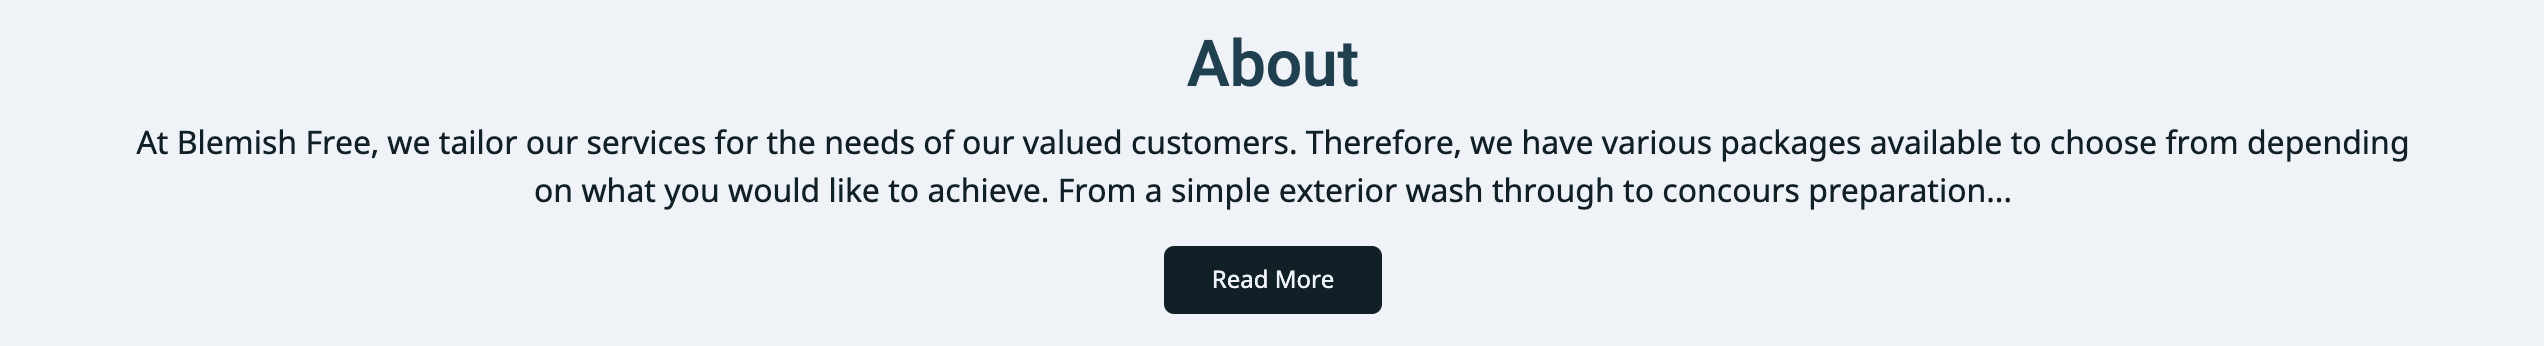 About
At Blemish Free, we tailor our services for the needs of our valued customers. Therefore, we have various packages available to choose from depending
on what you would like to achieve. From a simple exterior wash through to concours preparation...
Read More